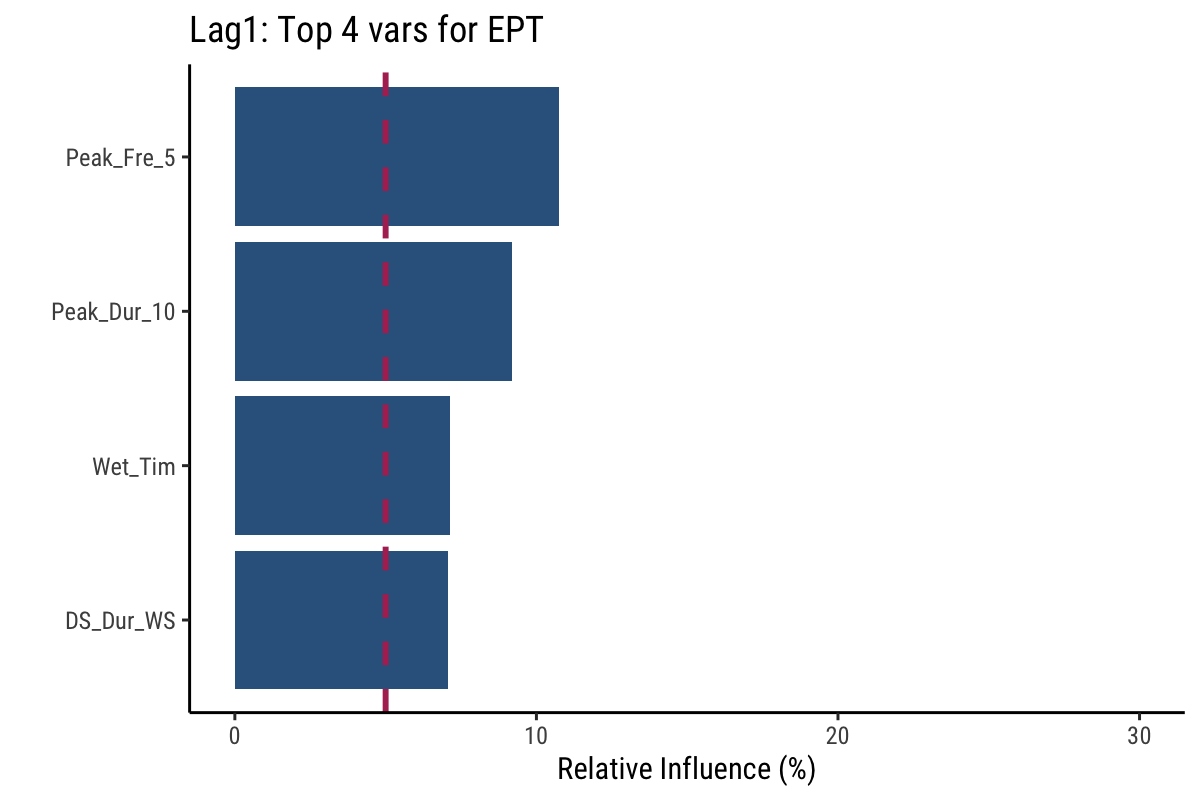 Lag1: Top 4 vars for EPT
Peak_Fre_5
Peak_Dur_10
Wet_Tim
DS_Dur_WS
0 10 20 30
Relative Influence (%)